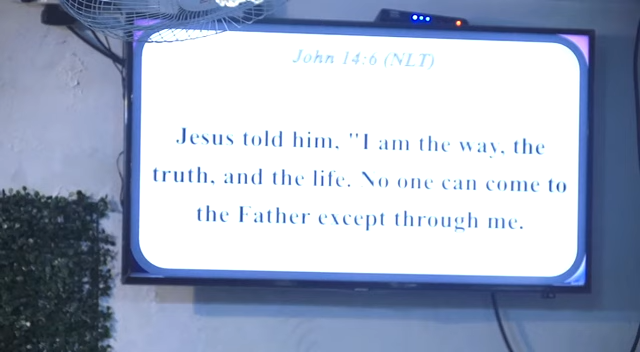 John 14:6 (NLT)
Jesus told him, "I am the way, the
truth, and the life. No one can come to
the Father except through me.